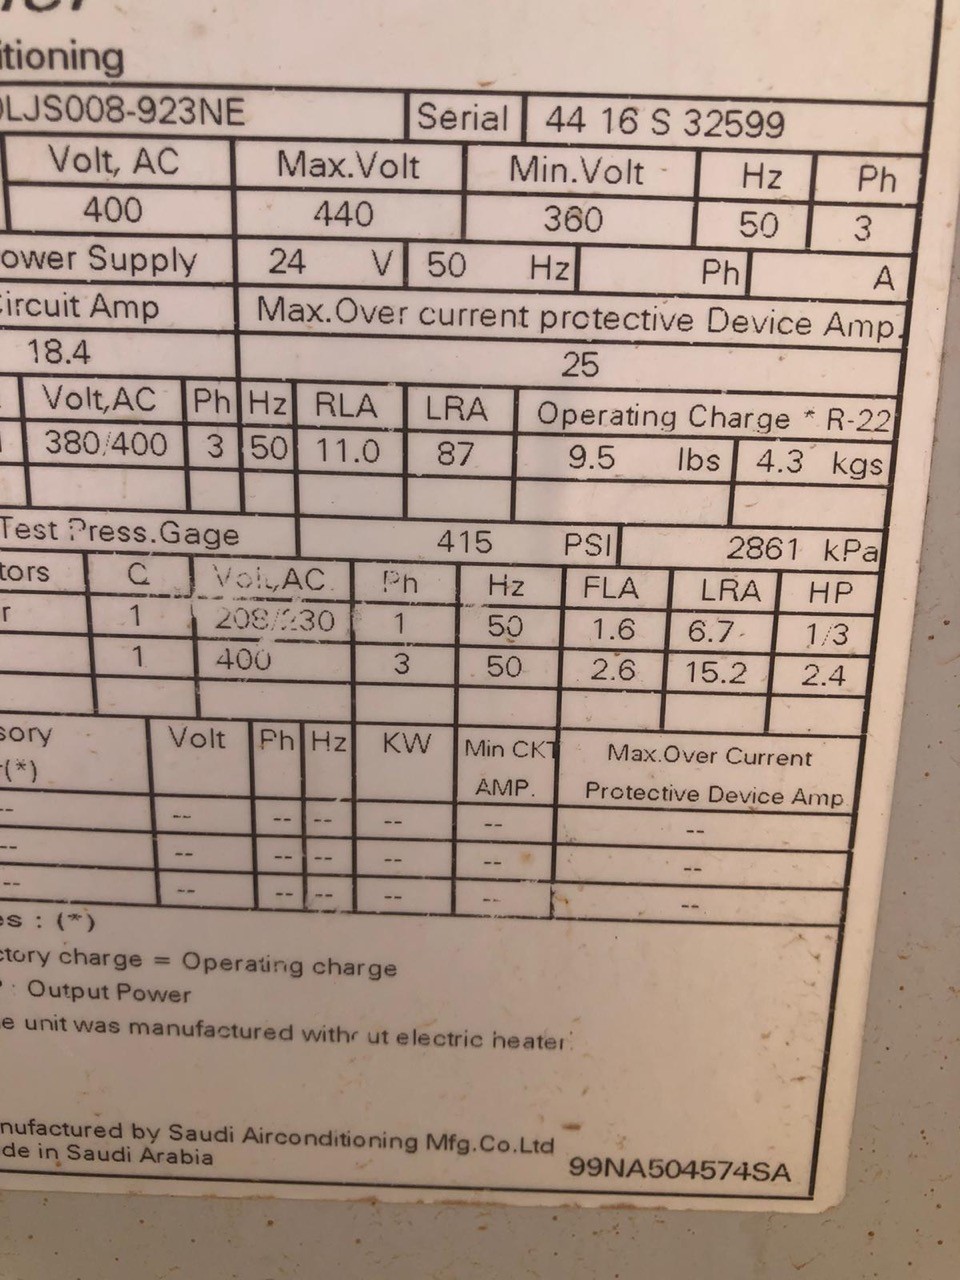 itioning
LJS008-923NE Serial 44 16 S 32599
Volt, AC Max.Volt Min.Volt Hz Ph
400 440 360 50 3
ower Supply 24 V 50 Hz Ph A
ircuit Amp Max.Over current protective Device Amp.
18.4 25
Volt,AC Ph Hz RLA LRA Operating Charge * R-22
380/400 3 50 11.0 87 9.5 lbs 4.3 kgs
Test Press.Gage 415 PSI 2861 kPa
tors Q Volt,AC. Ph Hz FLA LRA HP
r 1 208/230 1 50 1.6 6.7 1/3
1 400 3 50 2.6 15.2 2.4
sory Volt Ph Hz KW Min CKT Max.Over Current
(*) AMP. Protective Device Amp
-- -- -- -- -- -- --
-- -- -- -- -- -- --
-- -- -- -- -- -- --
es : (*)
ctory charge = Operating charge
: Output Power
e unit was manufactured without electric heater.
nufactured by Saudi Airconditioning Mfg.Co.Ltd
de in Saudi Arabia
99NA504574SA